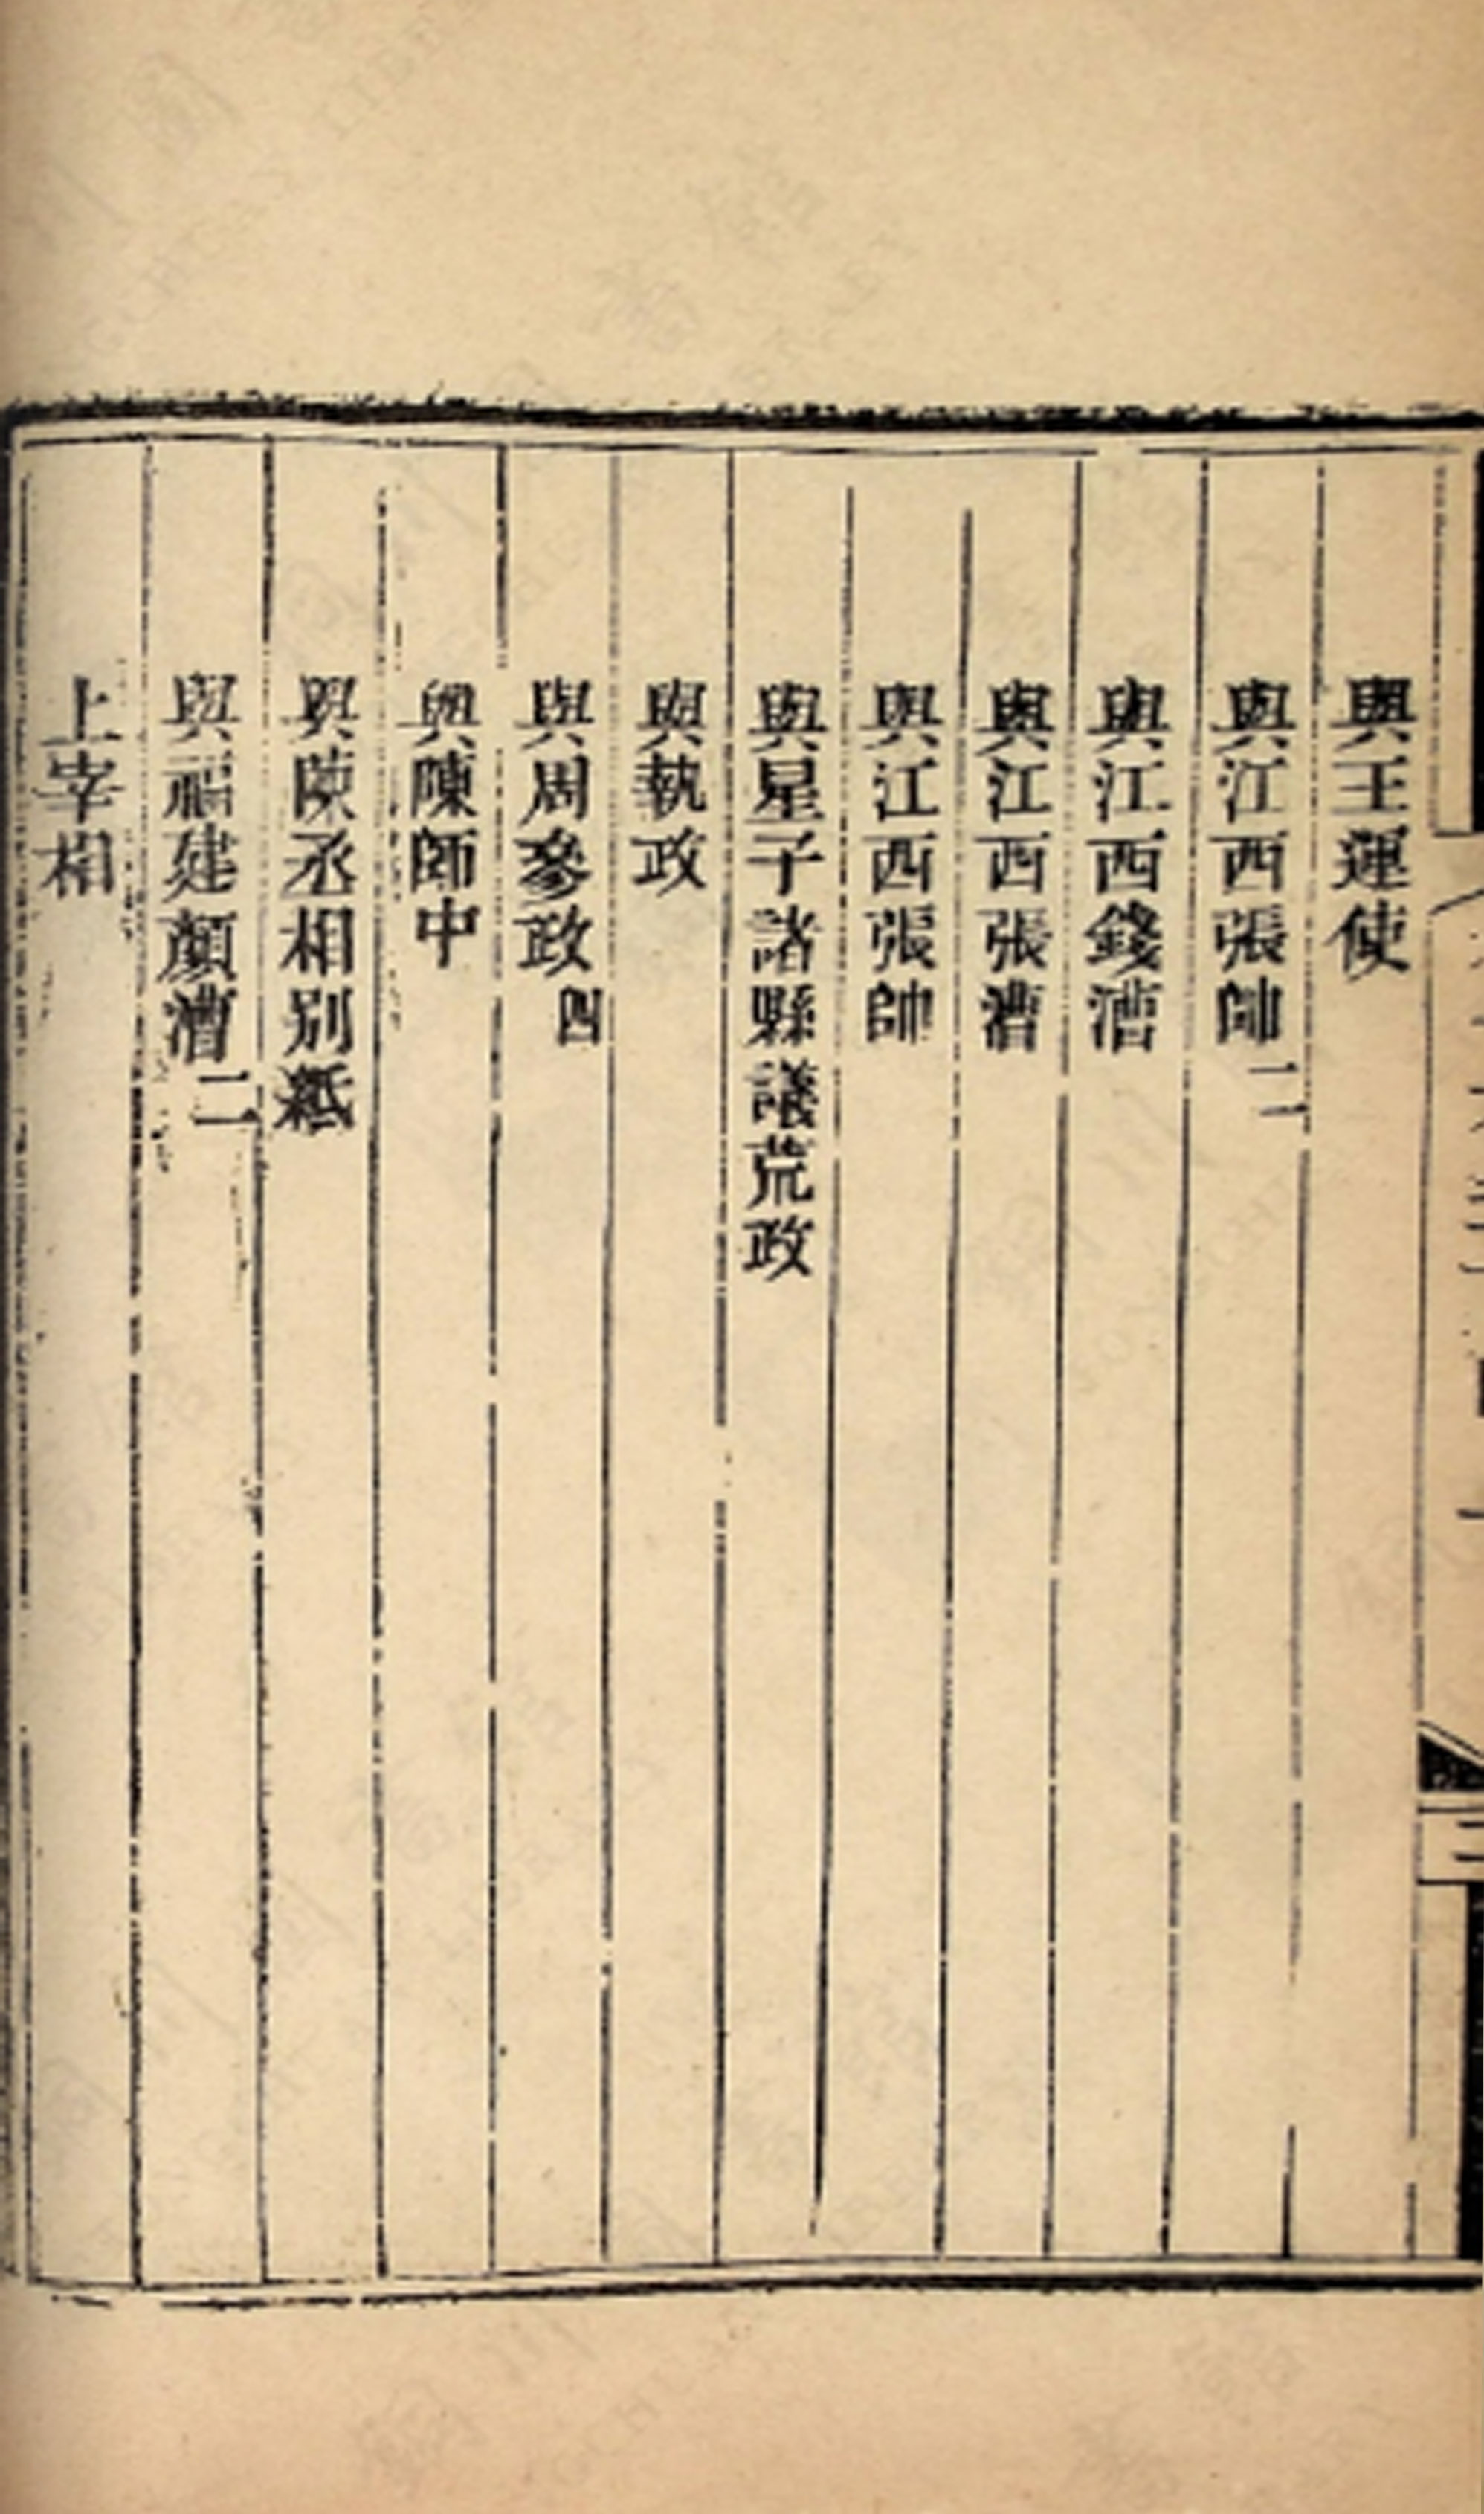 與王運使
與江西張帥二
與江西錢漕
與江西張漕
與江西張帥
與星子諸縣議荒政
與執政
與周參政四
與陳師中
與陳丞相别紙
與福建顏漕二
上宰相